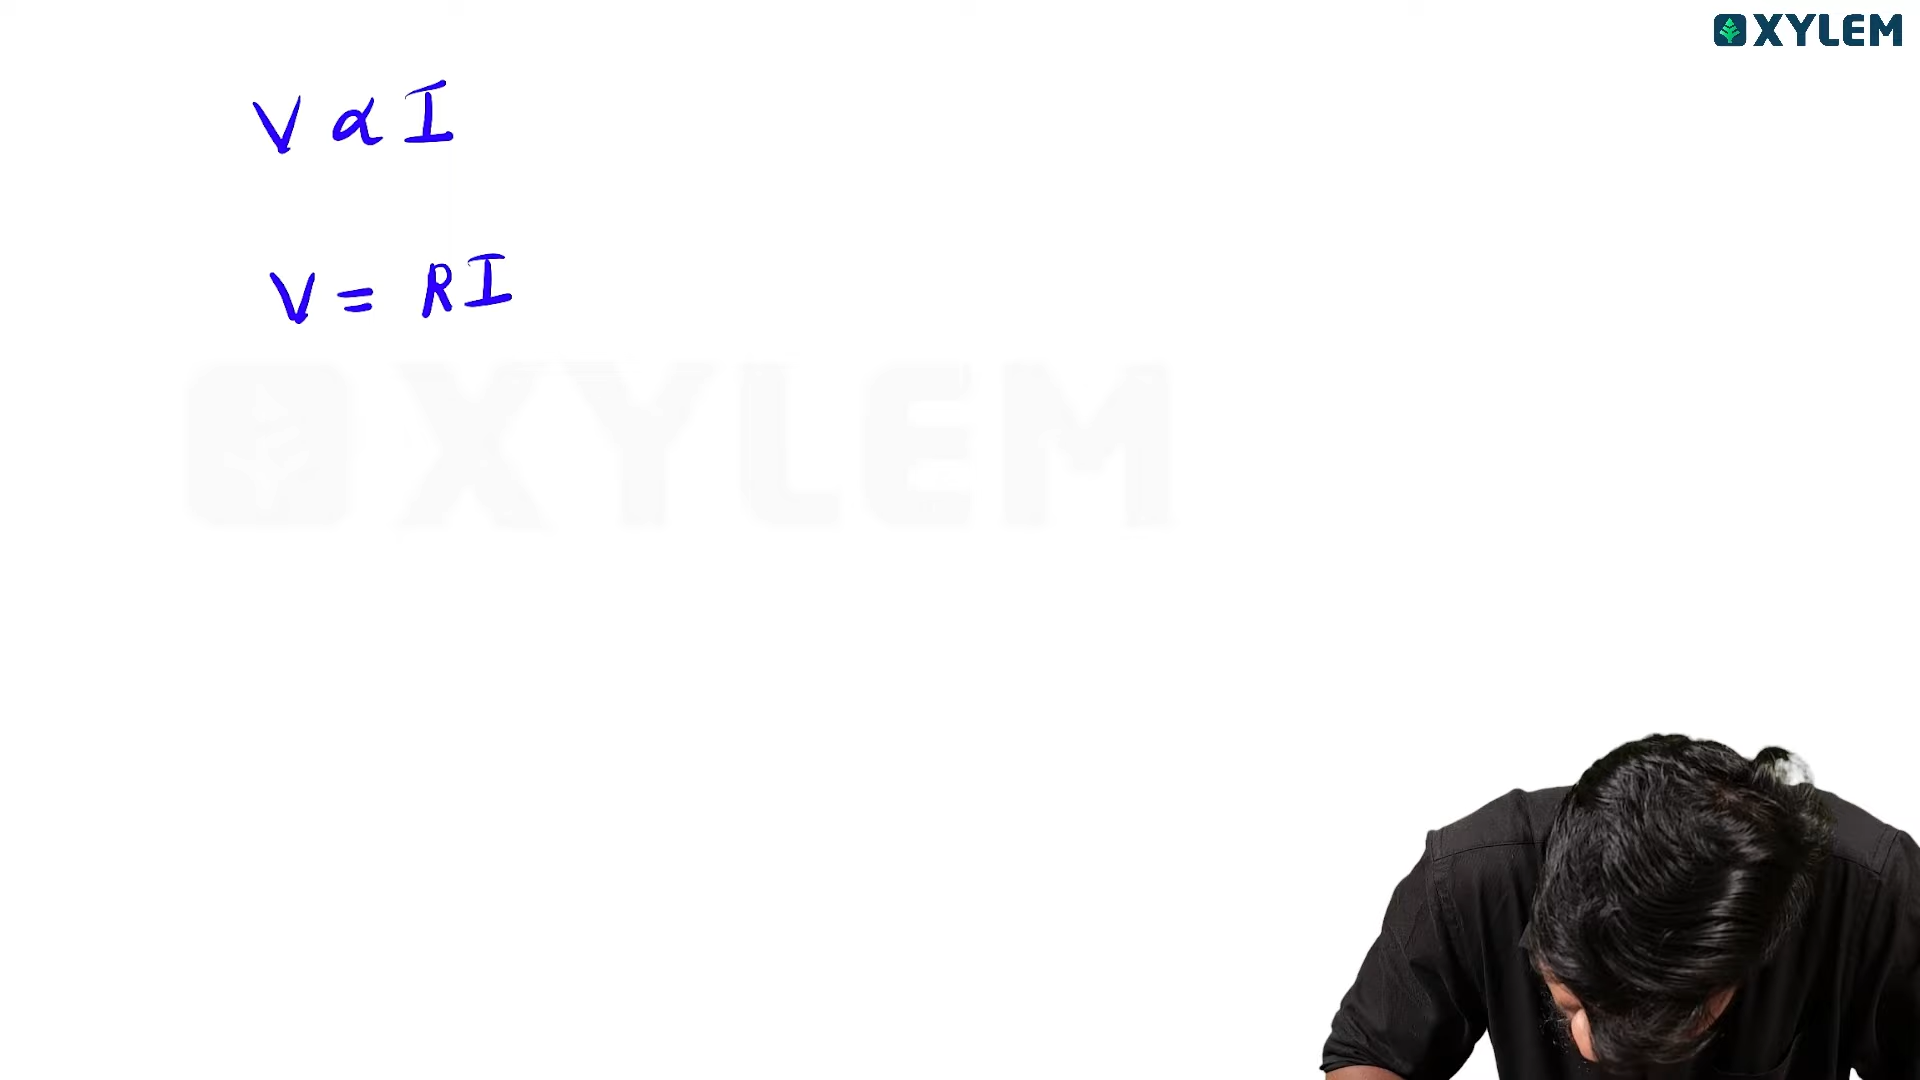 XYLEM
V α I
V = RI
XYLEM